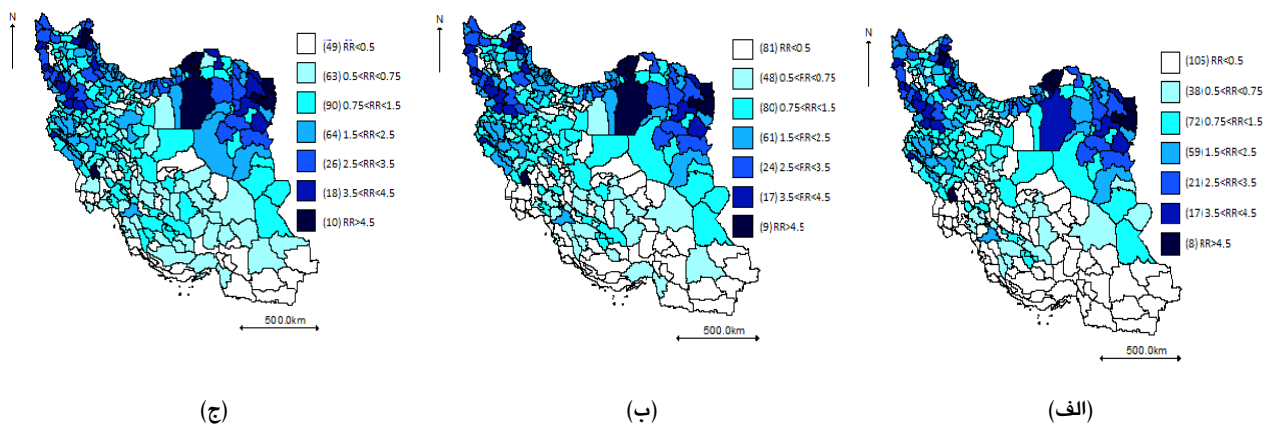 N
(49) RR<0.5
(63) 0.5<RR<0.75
(90) 0.75<RR<1.5
(64) 1.5<RR<2.5
(26) 2.5<RR<3.5
(18) 3.5<RR<4.5
(10) RR>4.5
500.0km
(ج)
N
(81) RR<0.5
(48) 0.5<RR<0.75
(80) 0.75<RR<1.5
(61) 1.5<RR<2.5
(24) 2.5<RR<3.5
(17) 3.5<RR<4.5
(9) RR>4.5
500.0km
(ب)
N
(105) RR<0.5
(38) 0.5<RR<0.75
(72) 0.75<RR<1.5
(59) 1.5<RR<2.5
(21) 2.5<RR<3.5
(17) 3.5<RR<4.5
(8) RR>4.5
500.0km
(الف)